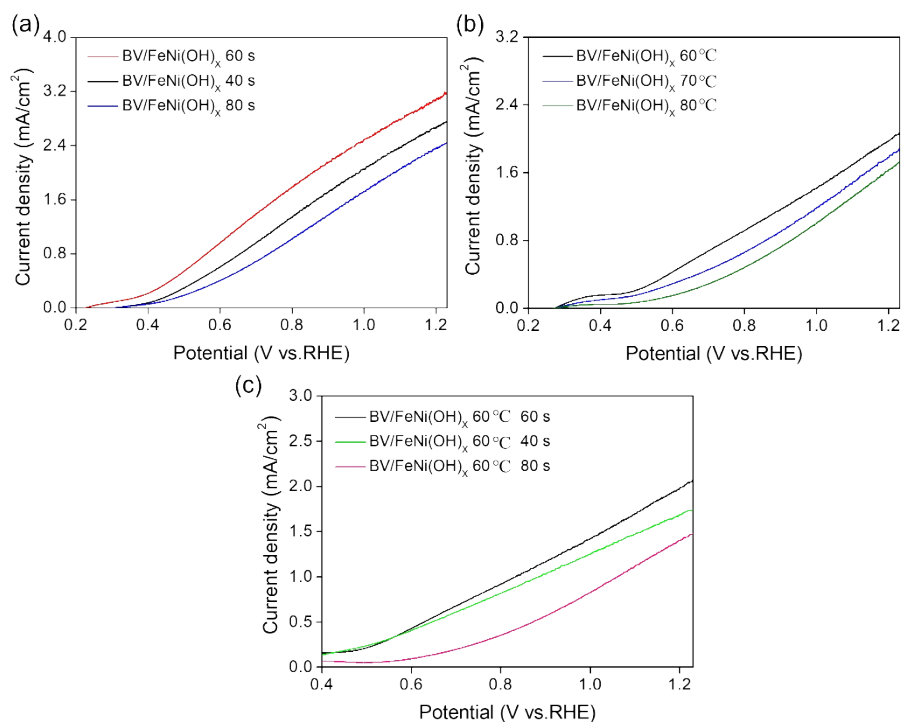 (a)
BV/FeNi(OH)ₓ 60 s
BV/FeNi(OH)ₓ 40 s
BV/FeNi(OH)ₓ 80 s
Current density (mA/cm²)
4.0
3.2
2.4
1.6
0.8
0.0
0.2 0.4 0.6 0.8 1.0 1.2
Potential (V vs.RHE)
(b)
BV/FeNi(OH)ₓ 60℃
BV/FeNi(OH)ₓ 70℃
BV/FeNi(OH)ₓ 80℃
Current density (mA/cm²)
3.2
2.4
1.6
0.8
0.0
0.2 0.4 0.6 0.8 1.0 1.2
Potential (V vs.RHE)
(c)
BV/FeNi(OH)ₓ 60℃ 60 s
BV/FeNi(OH)ₓ 60℃ 40 s
BV/FeNi(OH)ₓ 60℃ 80 s
Current density (mA/cm²)
3.0
2.5
2.0
1.5
1.0
0.5
0.0
0.4 0.6 0.8 1.0 1.2
Potential (V vs.RHE)